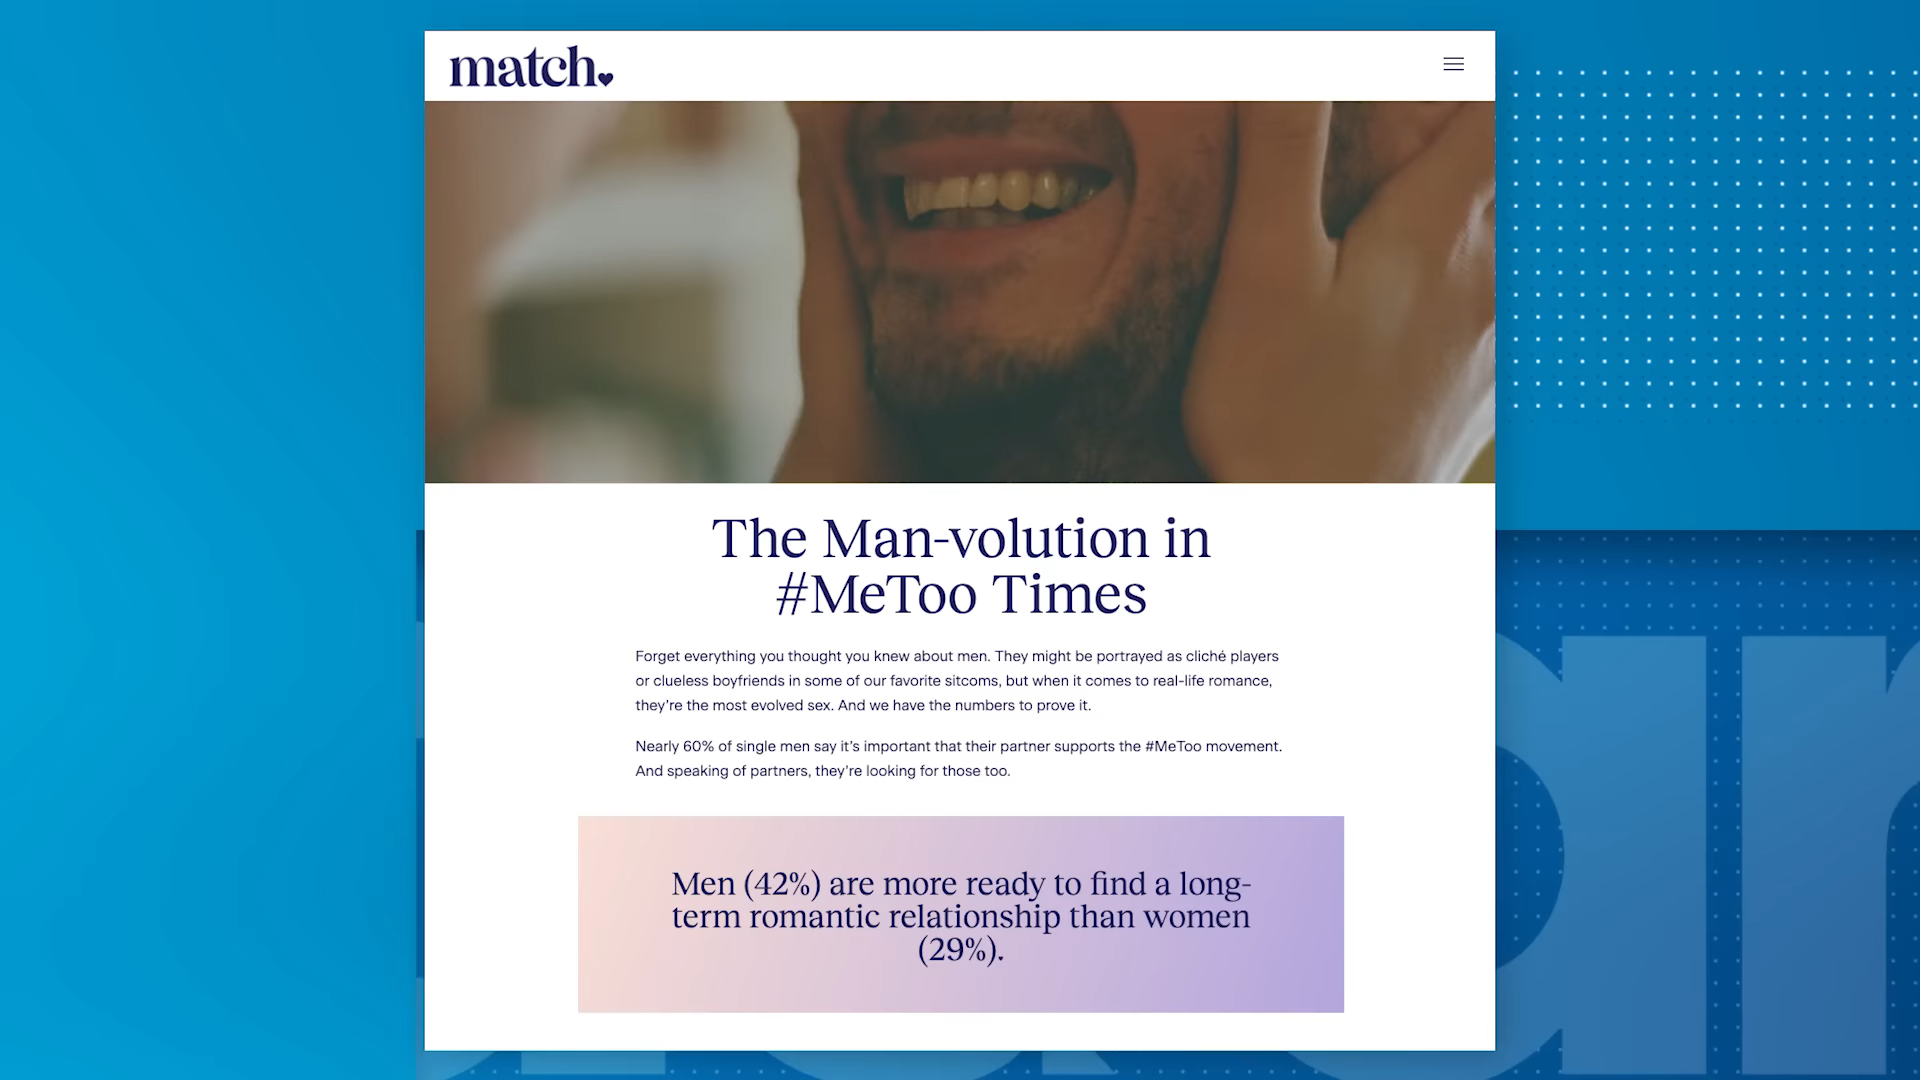 match.
The Man-volution in
#MeToo Times
Forget everything you thought you knew about men. They might be portrayed as cliché players
or clueless boyfriends in some of our favorite sitcoms, but when it comes to real-life romance,
they’re the most evolved sex. And we have the numbers to prove it.
Nearly 60% of single men say it’s important that their partner supports the #MeToo movement.
And speaking of partners, they’re looking for those too.
Men (42%) are more ready to find a long-
term romantic relationship than women
(29%).